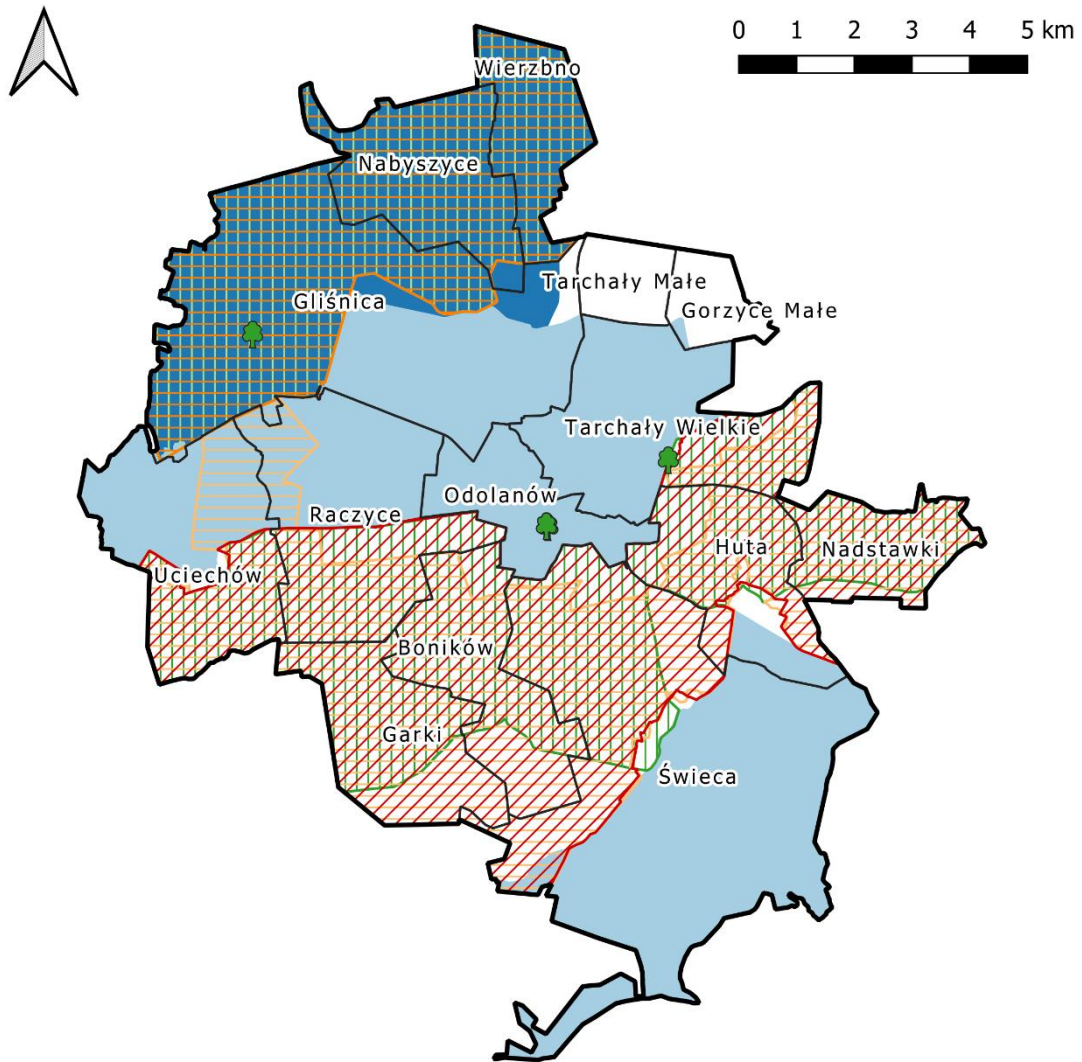 0 1 2 3 4 5 km
Wierzbno
Nabyszyce
Tarchały Małe
Gliśnica
Gorzyce Małe
Tarchały Wielkie
Odolanów
Raczyce
Huta
Nadstawki
Uciechów
Boników
Garki
Świeca